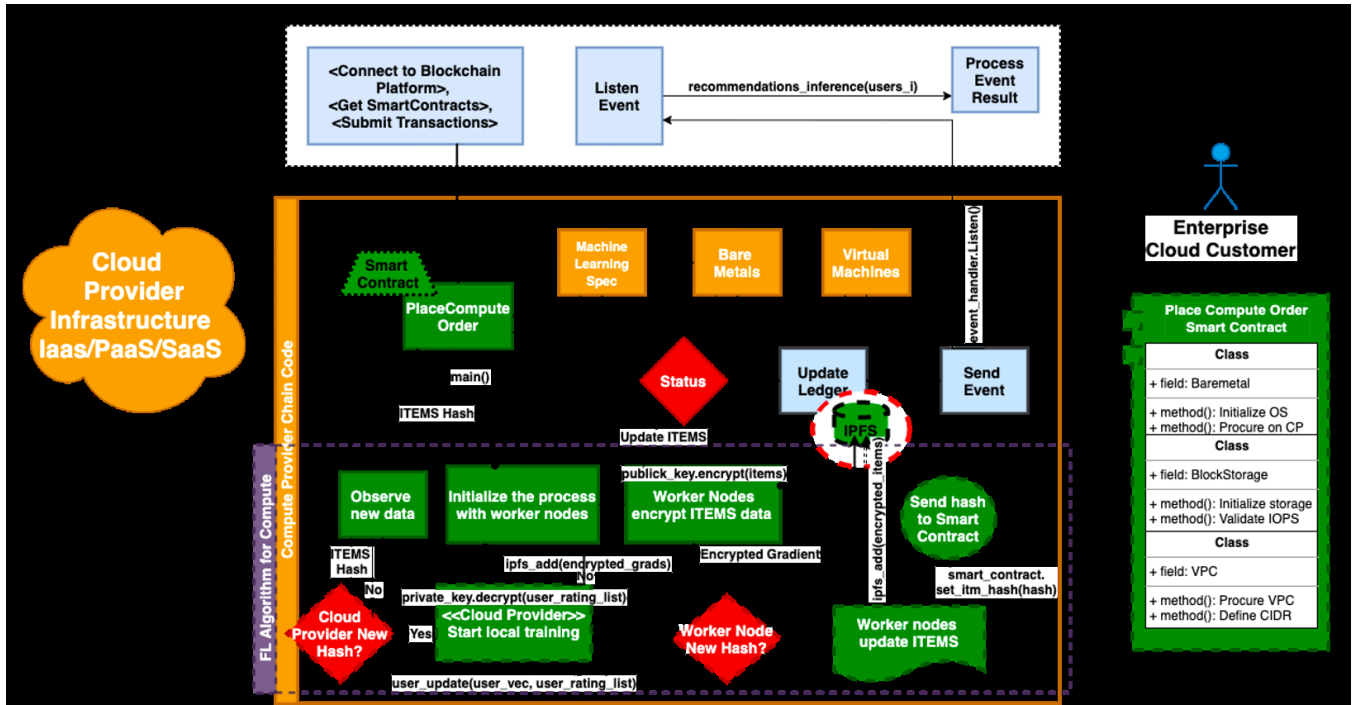 <Connect to Blockchain
Platform>,
<Get SmartContracts>,
<Submit Transactions>
Listen
Event
recommendations_inference(users_i)
Process
Event
Result
Cloud
Provider
Infrastructure
Iaas/PaaS/SaaS
Compute Provider Chain Code
Smart
Contract
PlaceCompute
Order
Machine
Learning
Spec
Bare
Metals
Virtual
Machines
event_handler.Listen()
main()
ITEMS Hash
Status
Update ITEMS
Update
Ledger
IPFS
Send
Event
FL Algorithm for Compute
Observe
new data
Initialize the process
with worker nodes
publick_key.encrypt(items)
Worker Nodes
encrypt ITEMS data
ipfs_add(encrypted_items)
Send hash
to Smart
Contract
ITEMS
Hash
No
ipfs_add(encrypted_grads)
No
Encrypted Gradient
smart_contract.
set_itm_hash(hash)
private_key.decrypt(user_rating_list)
Cloud
Provider New
Hash?
Yes
<<Cloud Provider>>
Start local training
Worker Node
New Hash?
Worker nodes
update ITEMS
user_update(user_vec, user_rating_list)
Enterprise
Cloud Customer
Place Compute Order
Smart Contract
Class
+ field: Baremetal
+ method(): Initialize OS
+ method(): Procure on CP
Class
+ field: BlockStorage
+ method(): Initialize storage
+ method(): Validate IOPS
Class
+ field: VPC
+ method(): Procure VPC
+ method(): Define CIDR